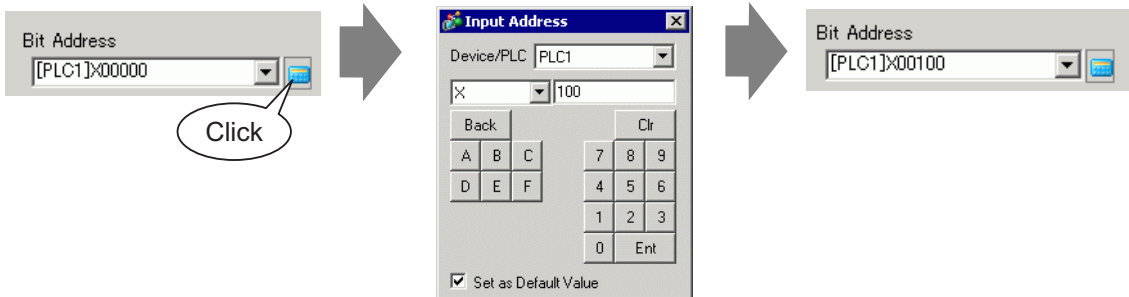 Bit Address
[PLC1]X00000
Click
Input Address
Device/PLC PLC1
X 100
Back Clr
A B C 7 8 9
D E F 4 5 6
1 2 3
0 Ent
Set as Default Value
Bit Address
[PLC1]X00100